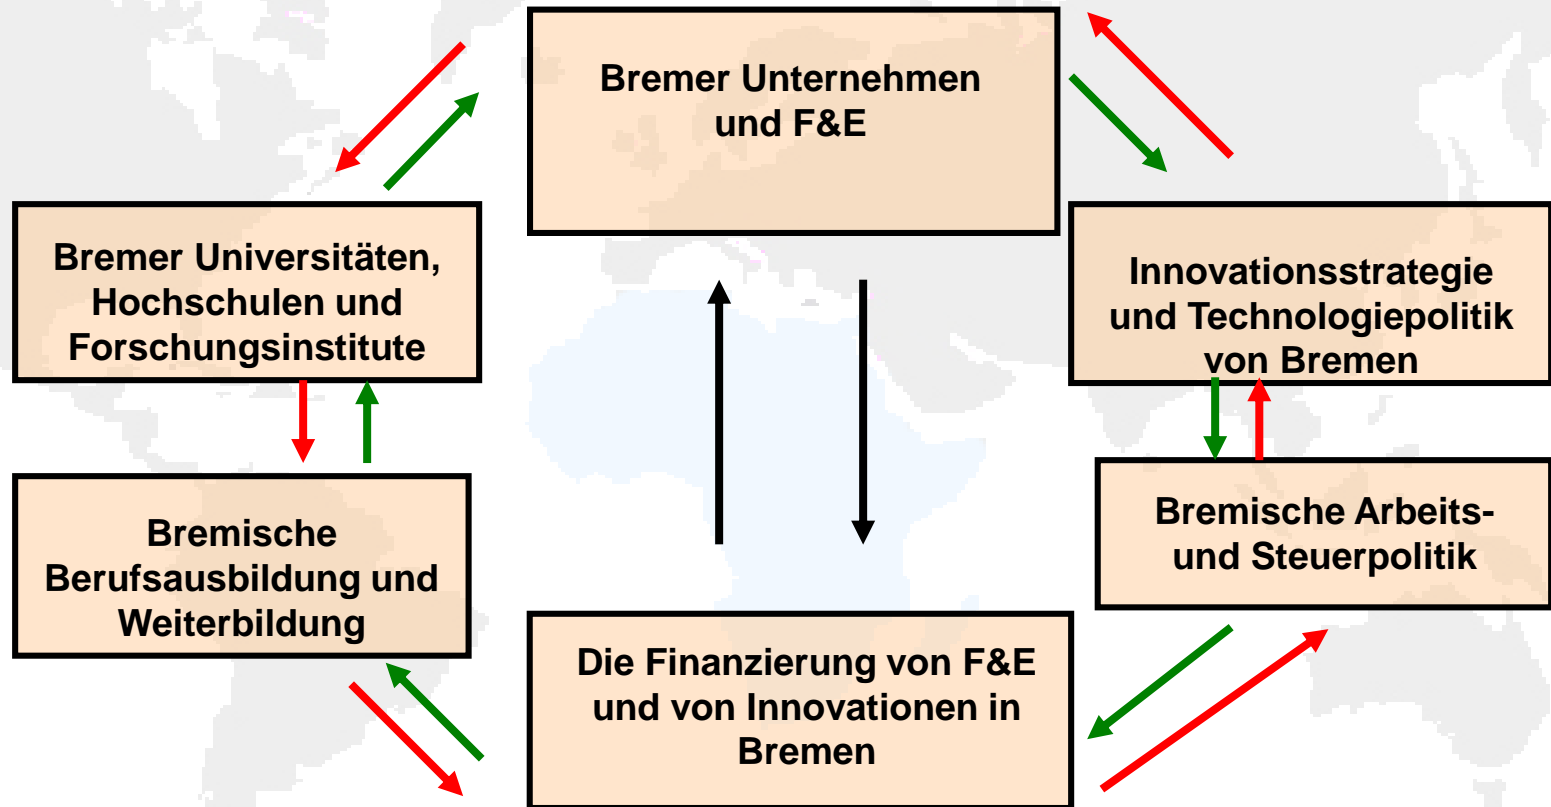 Bremer Unternehmen
und F&E
Bremer Universitäten,
Hochschulen und
Forschungsinstitute
Innovationsstrategie
und Technologiepolitik
von Bremen
Bremische
Berufsausbildung und
Weiterbildung
Bremische Arbeits-
und Steuerpolitik
Die Finanzierung von F&E
und von Innovationen in
Bremen